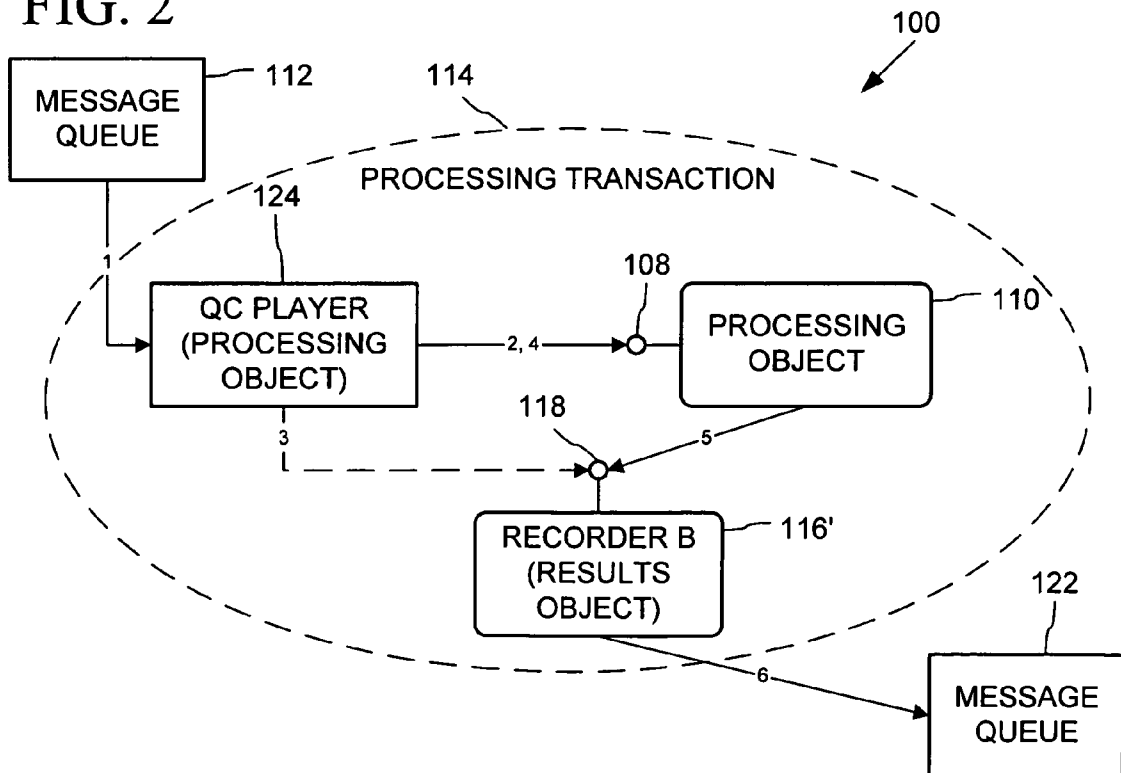 FIG. 2
100
MESSAGE
QUEUE
112
114
PROCESSING TRANSACTION
124
1
QC PLAYER
(PROCESSING
OBJECT)
2, 4
108
PROCESSING
OBJECT
110
3
118
5
RECORDER B
(RESULTS
OBJECT)
116'
6
122
MESSAGE
QUEUE